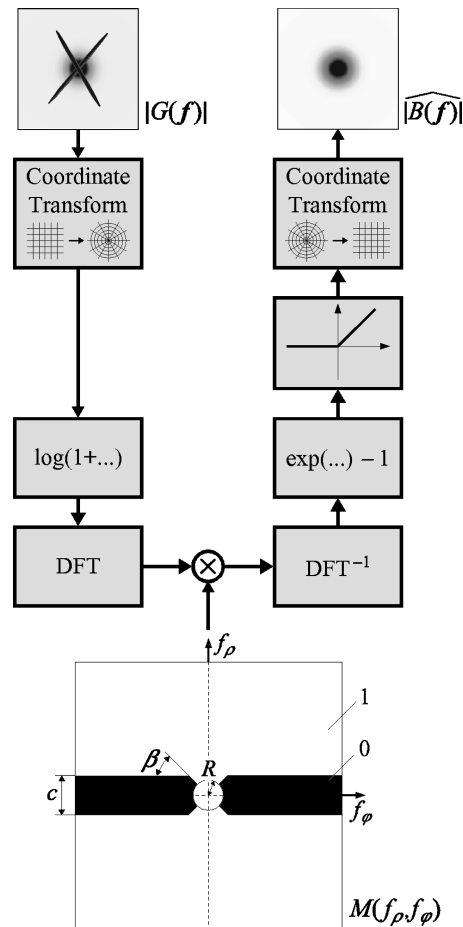 |G(f)|
|B(f)|^
Coordinate
Transform
Coordinate
Transform
log(1+...)
exp(...) − 1
DFT
DFT⁻¹
fρ
1
0
β
R
c
fφ
M(fρ,fφ)